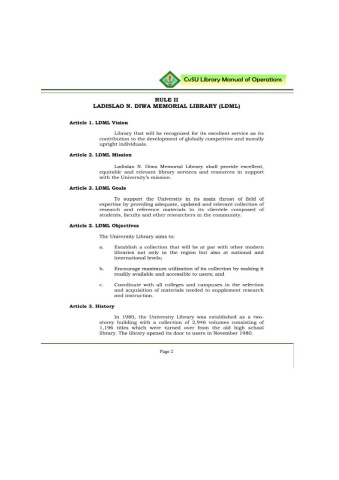 CvSU Library Manual of Operations
RULE II
LADISLAO N. DIWA MEMORIAL LIBRARY (LDML)
Article 1. LDML Vision
Library that will be recognized for its excellent service as its
contribution to the development of globally competitive and morally
upright individuals.
Article 2. LDML Mission
Ladislao N. Diwa Memorial Library shall provide excellent,
equitable and relevant library services and resources in support
with the University's mission.
Article 2. LDML Goals
To support the University in its main thrust of field of
expertise by providing adequate, updated and relevant collection of
research and reference materials to its clientele composed of
students, faculty and other researchers in the community.
Article 2. LDML Objectives
The University Library aims to:
a. Establish a collection that will be at par with other modern
libraries not only in the region but also at national and
international levels;
b. Encourage maximum utilization of its collection by making it
readily available and accessible to users; and
c. Coordinate with all colleges and campuses in the selection
and acquisition of materials needed to supplement research
and instruction.
Article 3. History
In 1980, the University Library was established as a two-
storey building with a collection of 2,946 volumes consisting of
1,196 titles which were turned over from the old high school
library. The library opened its door to users in November 1980.
Page 2